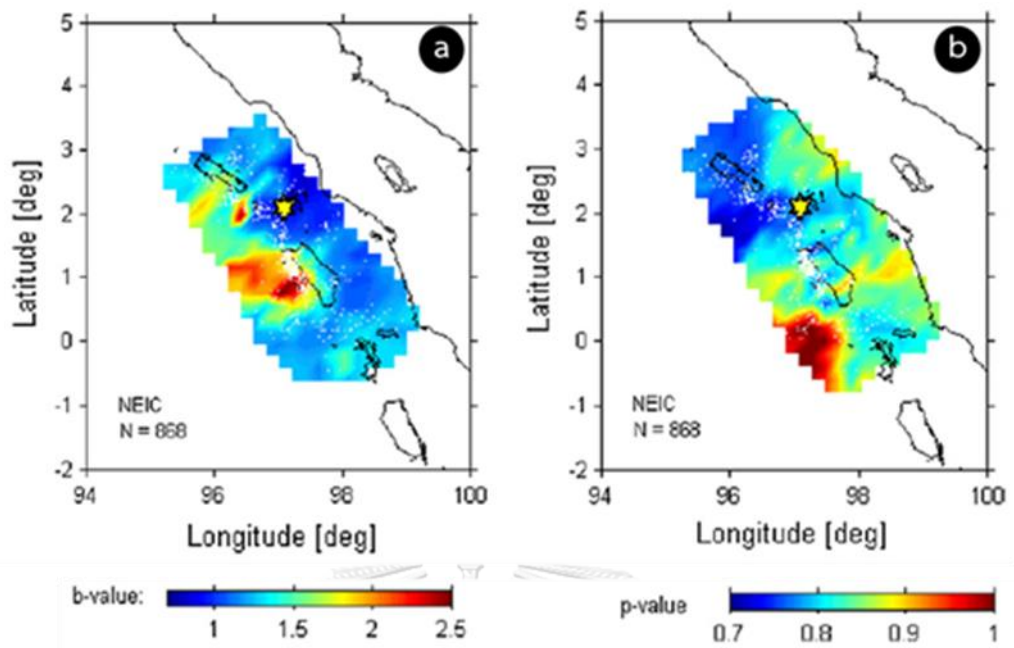 a
5
4
3
2
1
0
-1
-2
Latitude [deg]
NEIC
N = 868
94 96 98 100
Longitude [deg]
b
5
4
3
2
1
0
-1
-2
Latitude [deg]
NEIC
N = 868
94 96 98 100
Longitude [deg]
b-value:
1 1.5 2 2.5
p-value
0.7 0.8 0.9 1